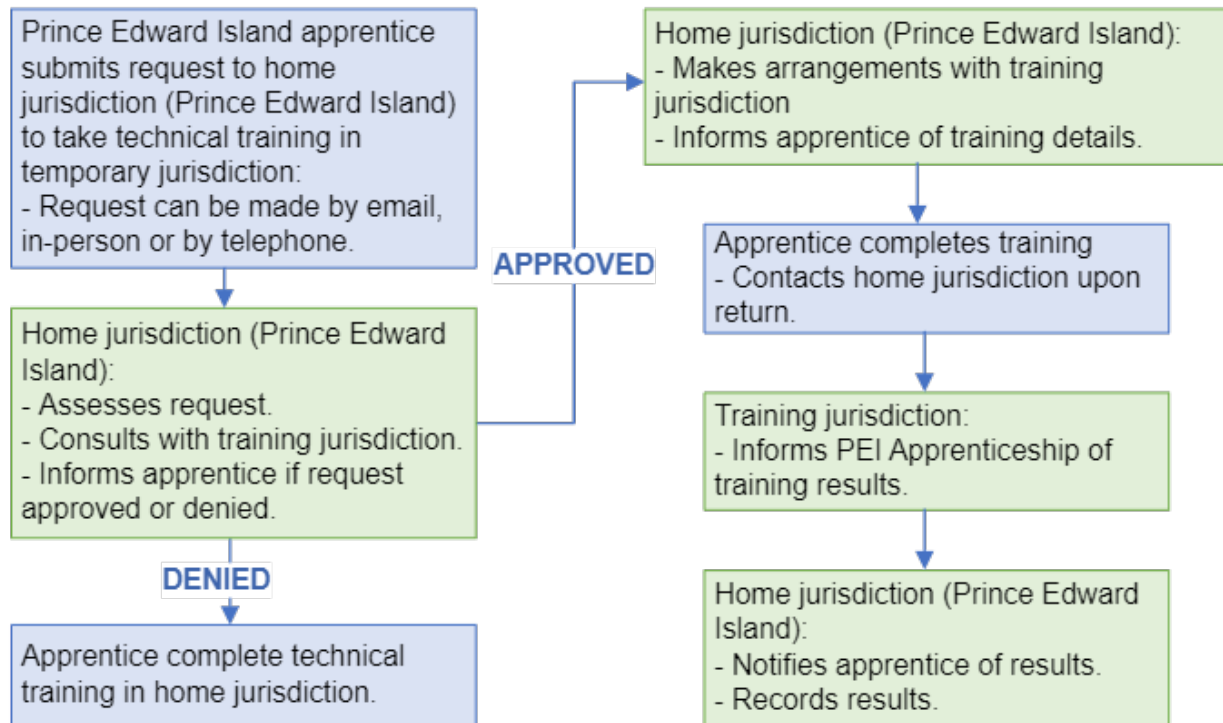 Prince Edward Island apprentice
submits request to home
jurisdiction (Prince Edward Island)
to take technical training in
temporary jurisdiction:
- Request can be made by email,
in-person or by telephone.
Home jurisdiction (Prince Edward
Island):
- Assesses request.
- Consults with training jurisdiction.
- Informs apprentice if request
approved or denied.
DENIED
Apprentice complete technical
training in home jurisdiction.
APPROVED
Home jurisdiction (Prince Edward Island):
- Makes arrangements with training
jurisdiction
- Informs apprentice of training details.
Apprentice completes training
- Contacts home jurisdiction upon
return.
Training jurisdiction:
- Informs PEI Apprenticeship of
training results.
Home jurisdiction (Prince Edward
Island):
- Notifies apprentice of results.
- Records results.